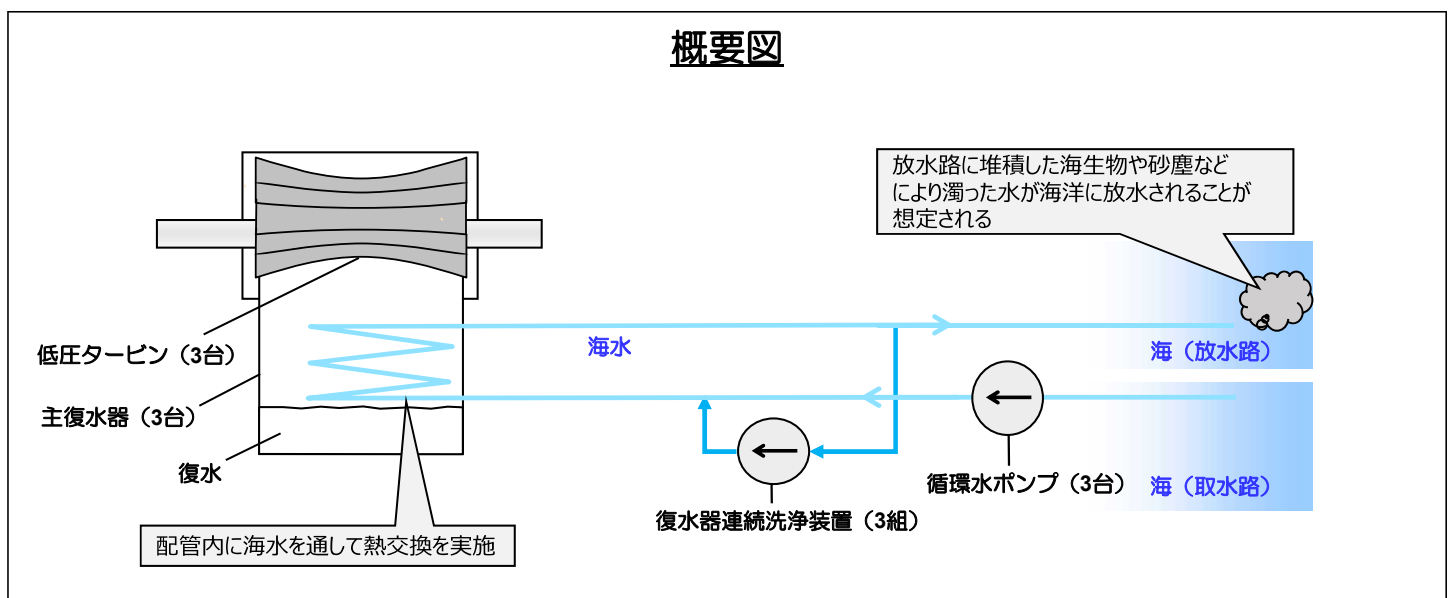 概要図
放水路に堆積した海生物や砂塵など
により濁った水が海洋に放水されることが
想定される
低圧タービン（3台）
海水
海（放水路）
主復水器（3台）
復水
循環水ポンプ（3台）
海（取水路）
復水器連続洗浄装置（3組）
配管内に海水を通して熱交換を実施